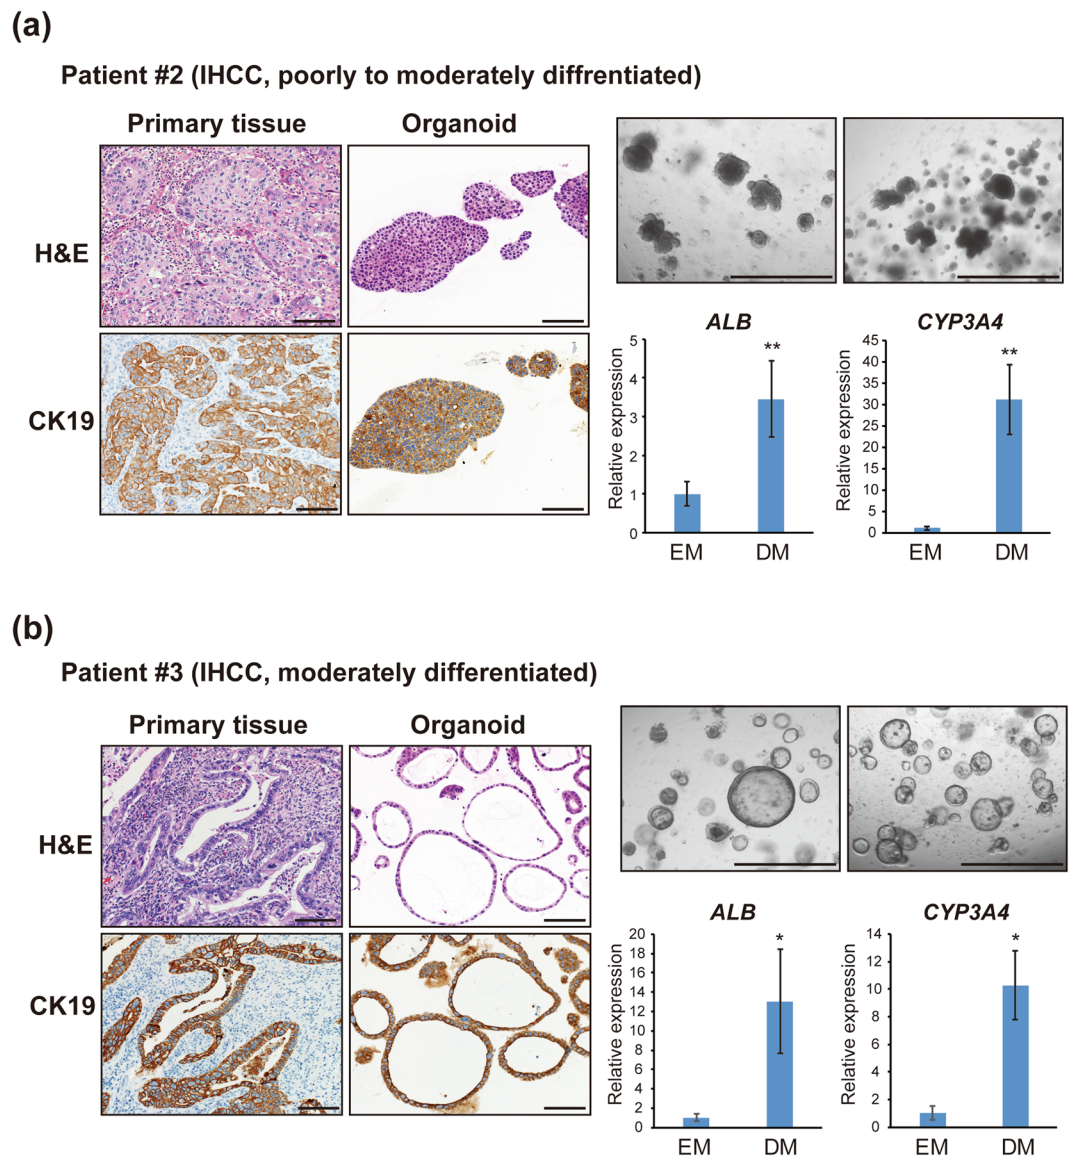 (a)
Patient #2 (IHCC, poorly to moderately diffrentiated)
Primary tissue
Organoid
H&E
CK19
ALB
**
Relative expression
5
4
3
2
1
0
EM
DM
CYP3A4
**
Relative expression
45
40
35
30
25
20
15
10
5
0
EM
DM
(b)
Patient #3 (IHCC, moderately differentiated)
Primary tissue
Organoid
H&E
CK19
ALB
*
Relative expression
20
18
16
14
12
10
8
6
4
2
0
EM
DM
CYP3A4
*
Relative expression
14
12
10
8
6
4
2
0
EM
DM